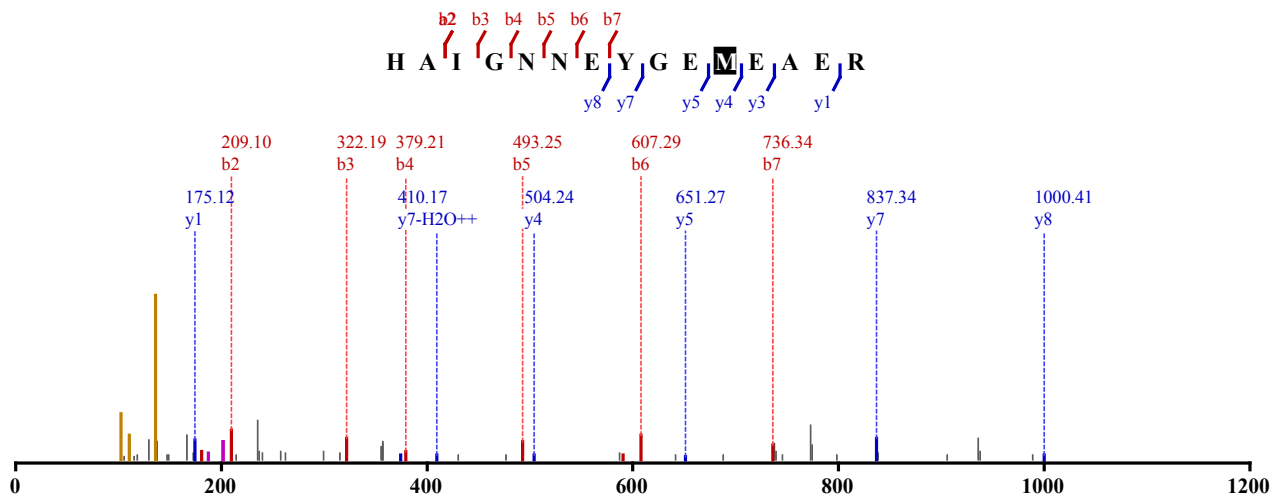 a2 b2 b3 b4 b5 b6 b7
H A I G N N E Y G E M E A E R
y8 y7 y5 y4 y3 y1
209.10 322.19 379.21 493.25 607.29 736.34
b2 b3 b4 b5 b6 b7
175.12 410.17 504.24 651.27 837.34 1000.41
y1 y7-H2O++ y4 y5 y7 y8
0 200 400 600 800 1000 1200